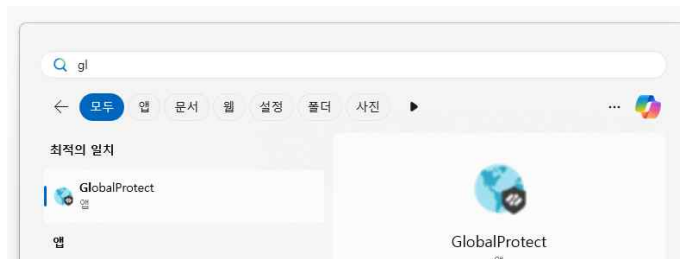 gl
모두 앱 문서 웹 설정 폴더 사진 ▶ ...
최적의 일치
GlobalProtect
앱
앱
GlobalProtect